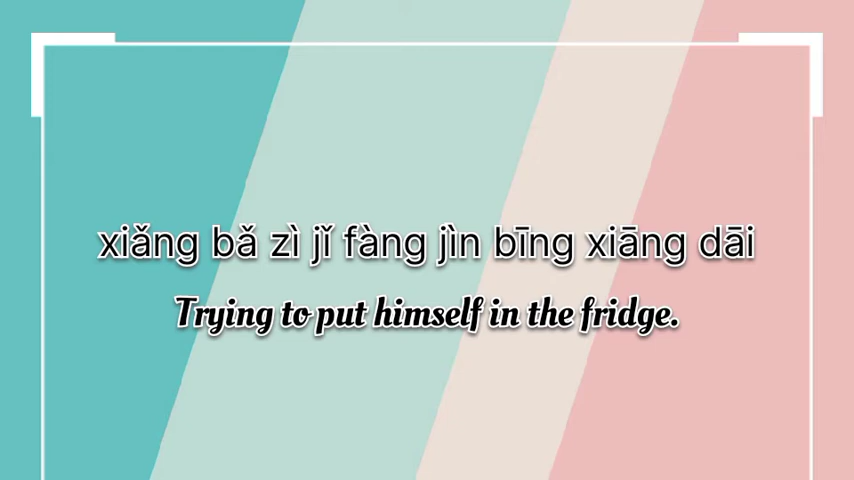 xiǎng bǎ zì jǐ fàng jìn bīng xiāng dāi
Trying to put himself in the fridge.